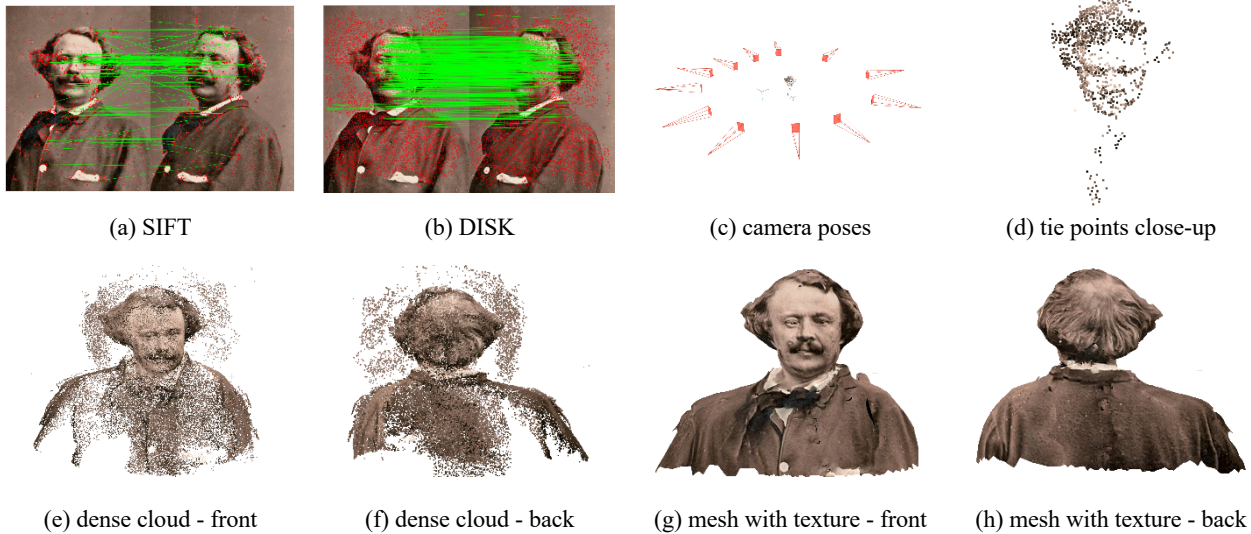 (a) SIFT
(b) DISK
(c) camera poses
(d) tie points close-up
(e) dense cloud - front
(f) dense cloud - back
(g) mesh with texture - front
(h) mesh with texture - back